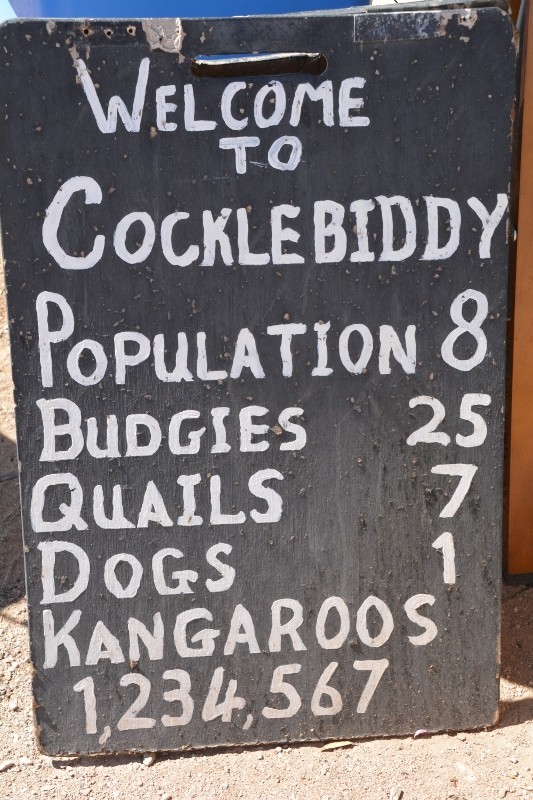 WELCOME
TO
COCKLEBIDDY
POPULATION 8
BUDGIES 25
QUAILS 7
DOGS 1
KANGAROOS
1,234,567